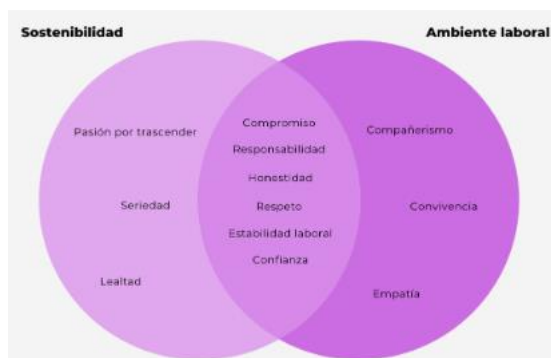 Sostenibilidad
Ambiente laboral
Pasión por trascender
Seriedad
Lealtad
Compromiso
Responsabilidad
Honestidad
Respeto
Estabilidad laboral
Confianza
Compañerismo
Convivencia
Empatía